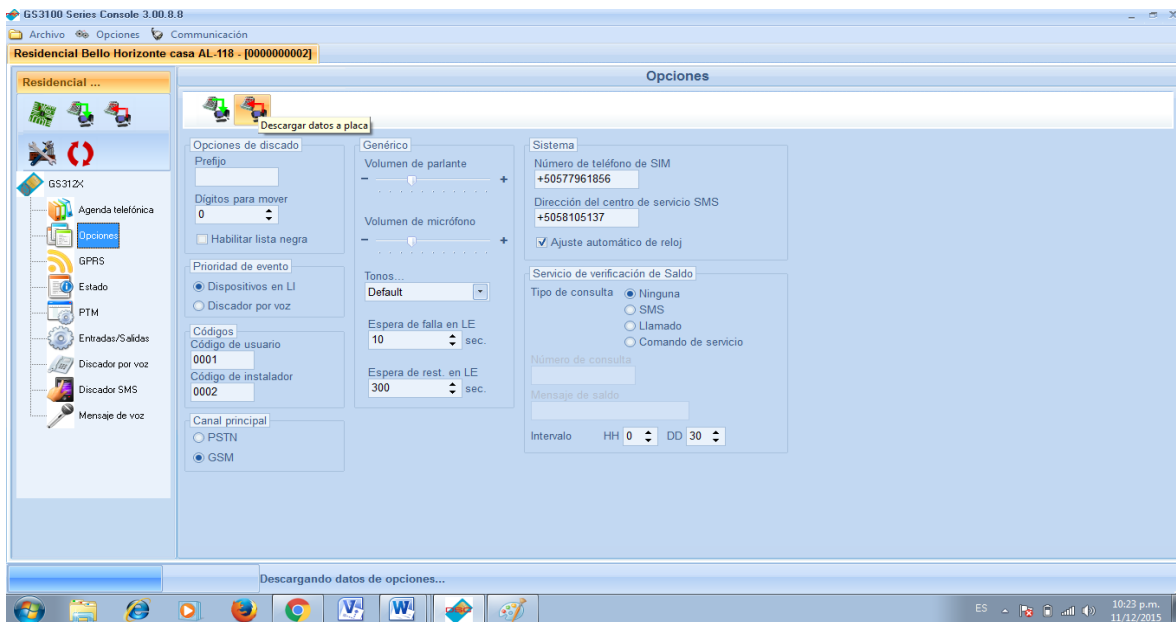 GS3100 Series Console 3.00.8.8
Archivo Opciones Communicación
Residencial Bello Horizonte casa AL-118 - [0000000002]
Residencial ...
GS312X
Agenda telefónica
Opciones
GPRS
Estado
PTM
Entradas/Salidas
Discador por voz
Discador SMS
Mensaje de voz
Opciones
Descargar datos a placa
Opciones de discado
Prefijo
Dígitos para mover
0
Habilitar lista negra
Prioridad de evento
Dispositivos en LI
Discador por voz
Códigos
Código de usuario
0001
Código de instalador
0002
Canal principal
PSTN
GSM
Genérico
Volumen de parlante
- +
Volumen de micrófono
- +
Tonos...
Default
Espera de falla en LE
10 sec.
Espera de rest. en LE
300 sec.
Sistema
Número de teléfono de SIM
+50577961856
Dirección del centro de servicio SMS
+5058105137
Ajuste automático de reloj
Servicio de verificación de Saldo
Tipo de consulta Ninguna
SMS
Llamado
Comando de servicio
Número de consulta
Mensaje de saldo
Intervalo HH 0 DD 30
Descargando datos de opciones...
ES
10:23 p.m.
11/12/2015